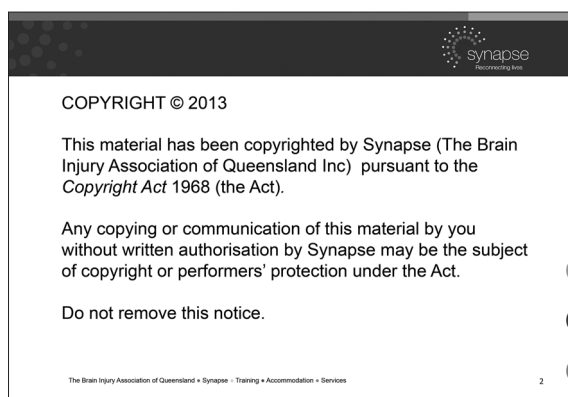 synapse
Reconnecting lives
COPYRIGHT © 2013
This material has been copyrighted by Synapse (The Brain
Injury Association of Queensland Inc) pursuant to the
Copyright Act 1968 (the Act).
Any copying or communication of this material by you
without written authorisation by Synapse may be the subject
of copyright or performers' protection under the Act.
Do not remove this notice.
The Brain Injury Association of Queensland • Synapse - Training • Accommodation • Services
2